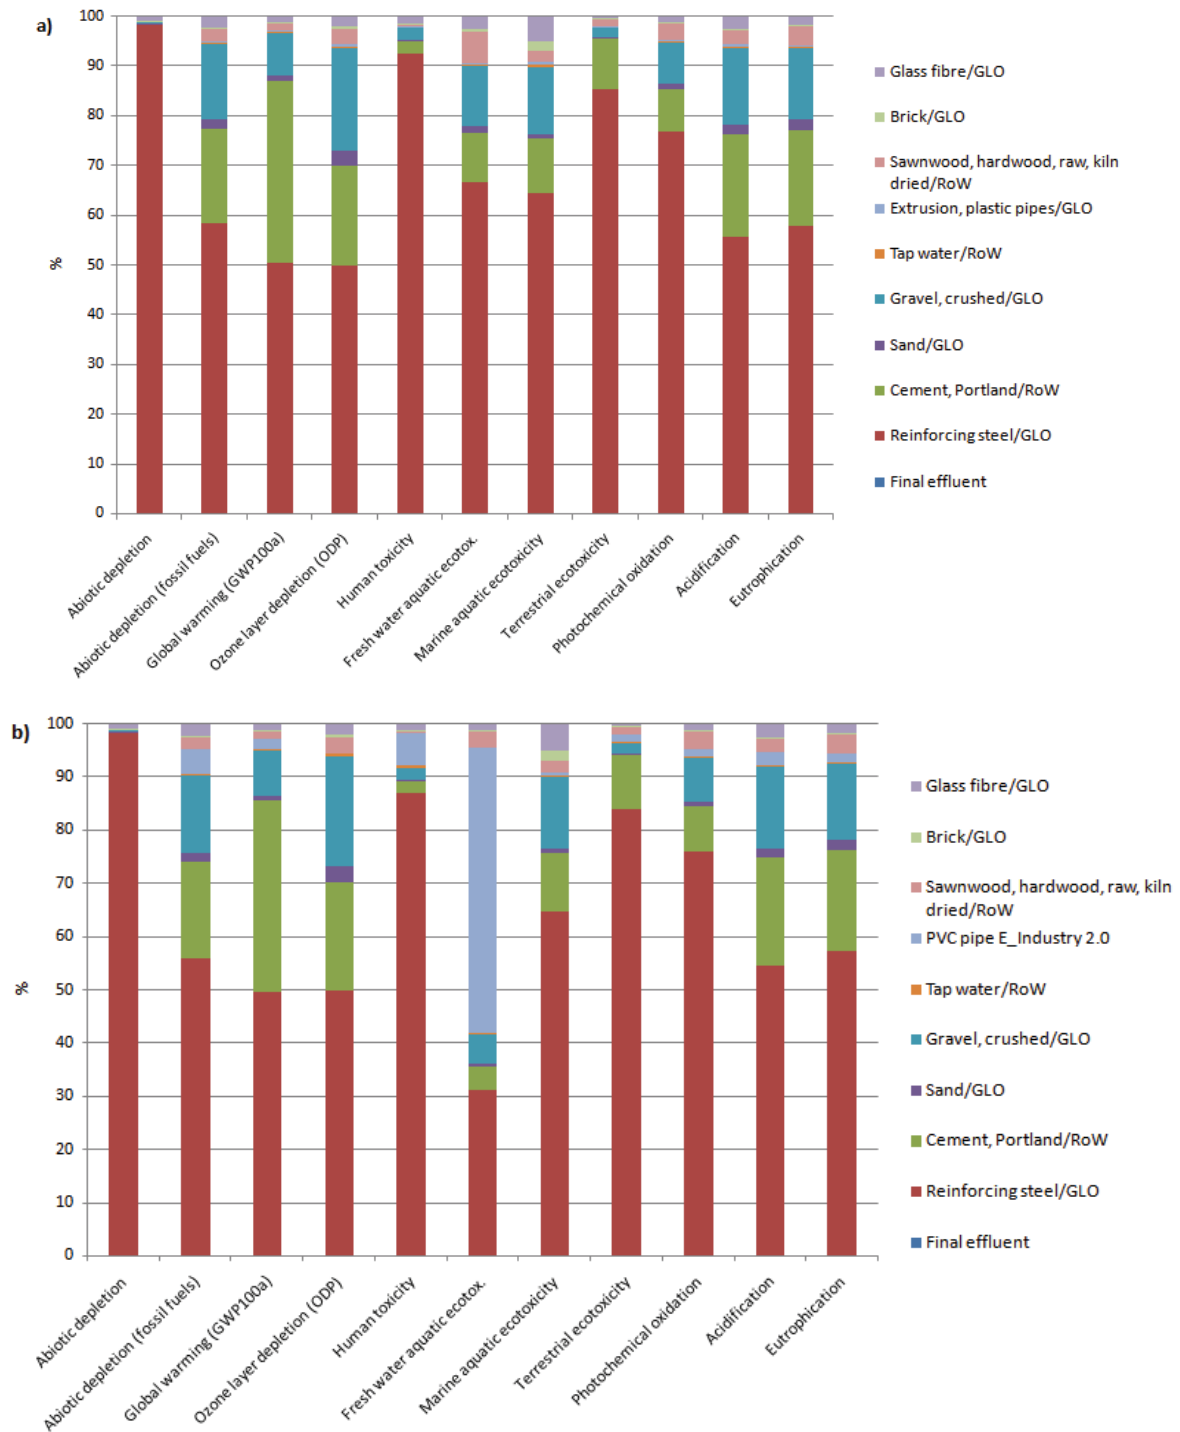 a)
100
90
80
70
60
50
40
30
20
10
0
%
Abiotic depletion
Abiotic depletion (fossil fuels)
Global warming (GWP100a)
Ozone layer depletion (ODP)
Human toxicity
Fresh water aquatic ecotox.
Marine aquatic ecotoxicity
Terrestrial ecotoxicity
Photochemical oxidation
Acidification
Eutrophication
Glass fibre/GLO
Brick/GLO
Sawnwood, hardwood, raw, kiln
dried/RoW
Extrusion, plastic pipes/GLO
Tap water/RoW
Gravel, crushed/GLO
Sand/GLO
Cement, Portland/RoW
Reinforcing steel/GLO
Final effluent
b)
100
90
80
70
60
50
40
30
20
10
0
%
Abiotic depletion
Abiotic depletion (fossil fuels)
Global warming (GWP100a)
Ozone layer depletion (ODP)
Human toxicity
Fresh water aquatic ecotox.
Marine aquatic ecotoxicity
Terrestrial ecotoxicity
Photochemical oxidation
Acidification
Eutrophication
Glass fibre/GLO
Brick/GLO
Sawnwood, hardwood, raw, kiln
dried/RoW
PVC pipe E_Industry 2.0
Tap water/RoW
Gravel, crushed/GLO
Sand/GLO
Cement, Portland/RoW
Reinforcing steel/GLO
Final effluent